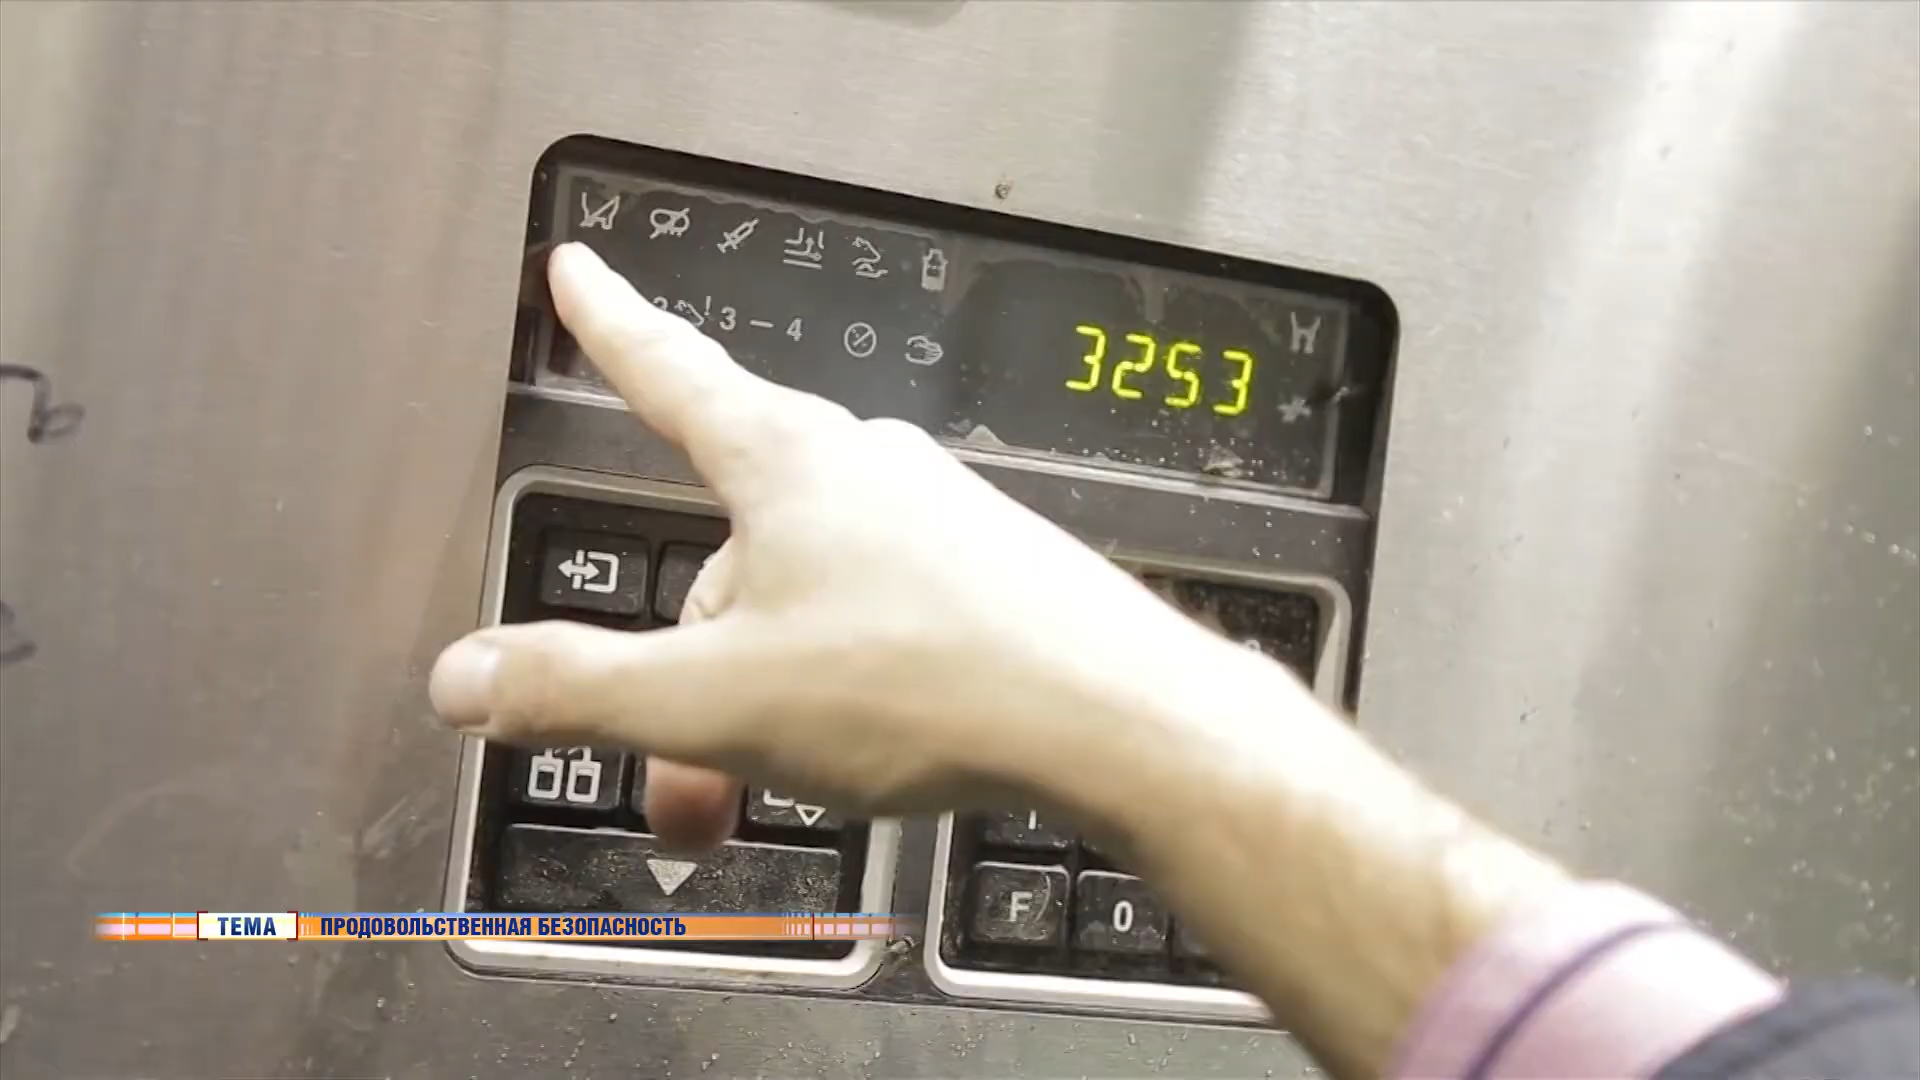 3253
3 – 4
F
0
ТЕМА
ПРОДОВОЛЬСТВЕННАЯ БЕЗОПАСНОСТЬ